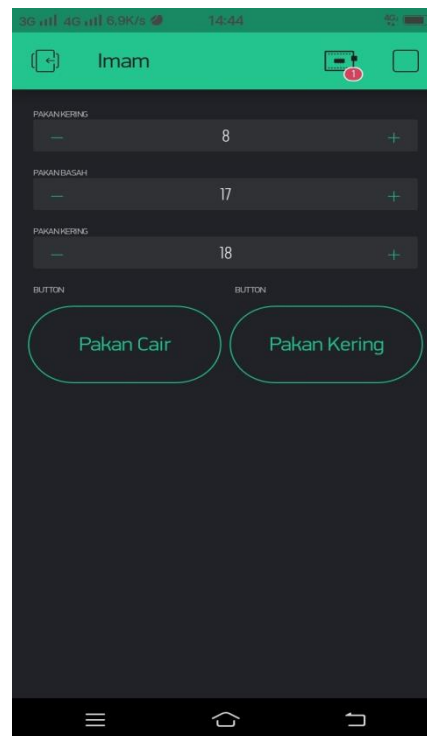 3G 4G 6,9K/s 14:44
Imam
1
PAKAN KERING
− 8 +
PAKAN BASAH
− 17 +
PAKAN KERING
− 18 +
BUTTON BUTTON
Pakan Cair Pakan Kering